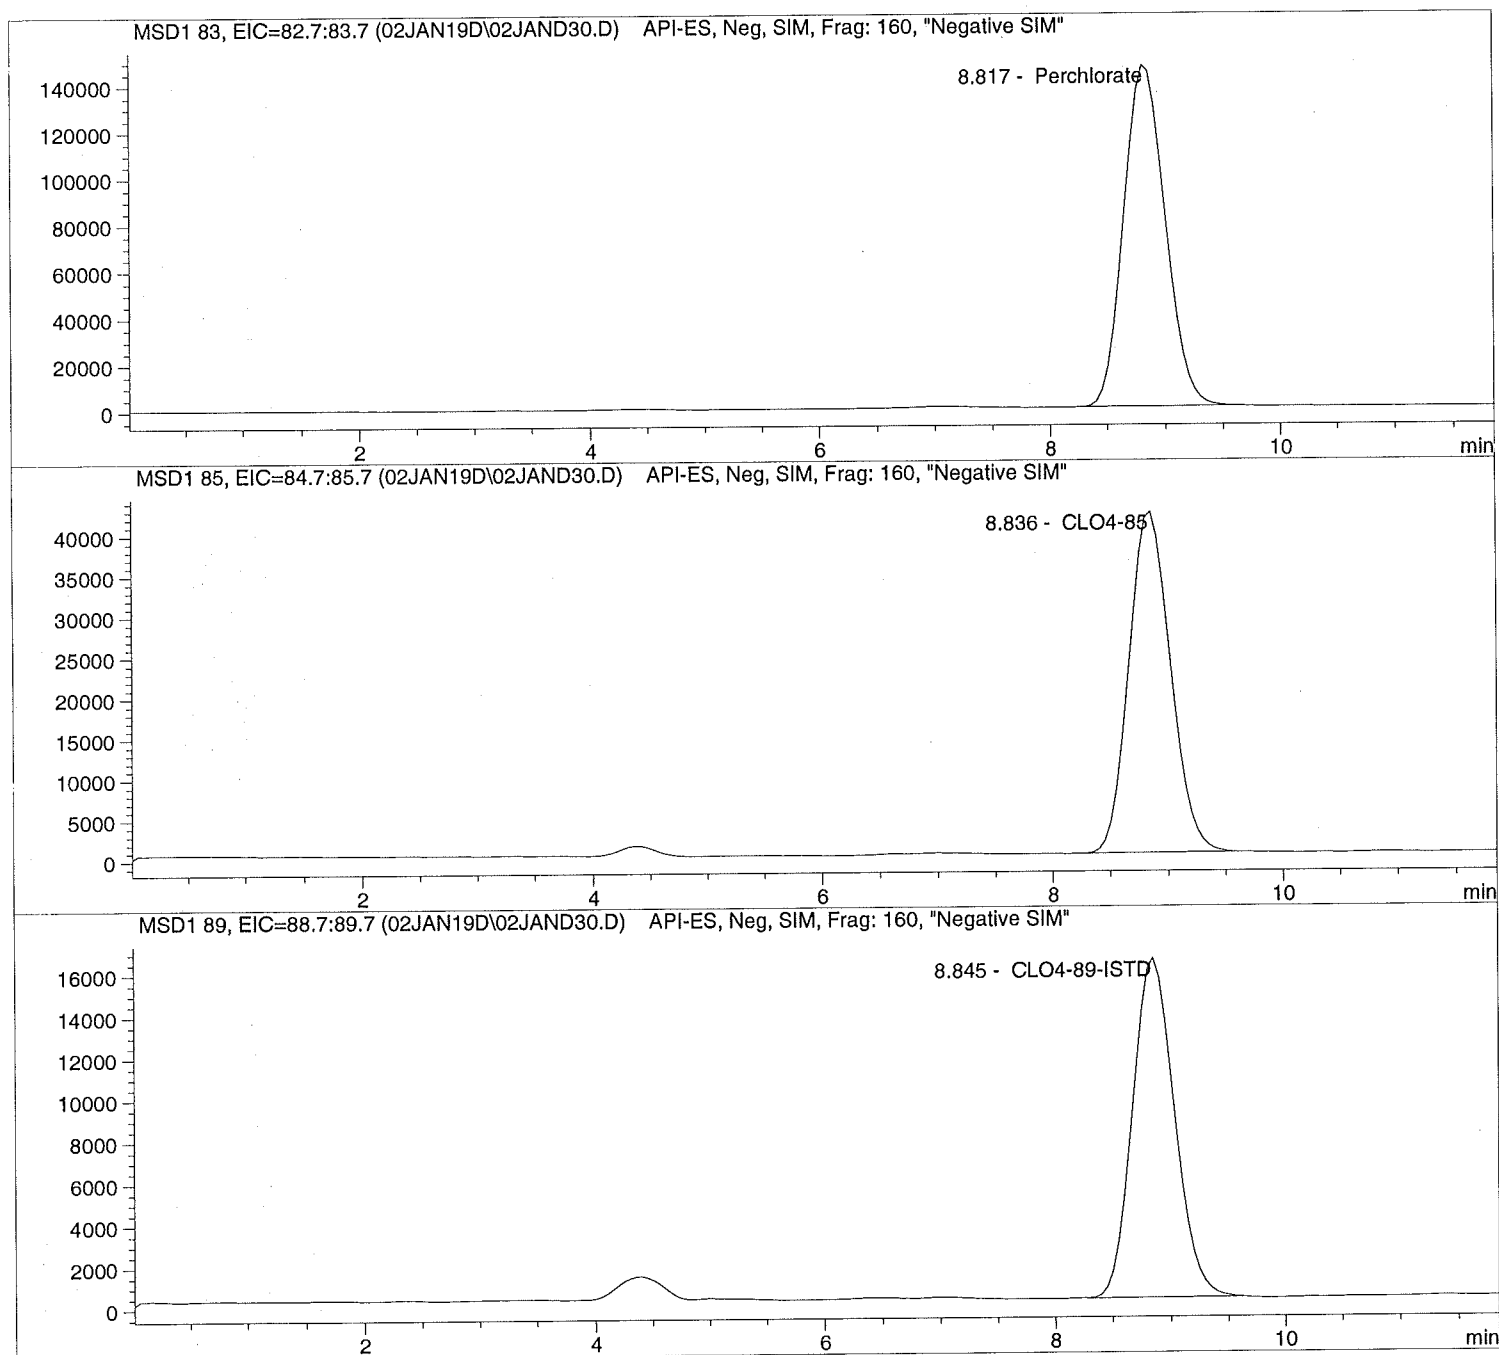 MSD1 83, EIC=82.7:83.7 (02JAN19D\02JAND30.D) API-ES, Neg, SIM, Frag: 160, "Negative SIM"
8.817 - Perchlorate
140000
120000
100000
80000
60000
40000
20000
0
2 4 6 8 10 min
MSD1 85, EIC=84.7:85.7 (02JAN19D\02JAND30.D) API-ES, Neg, SIM, Frag: 160, "Negative SIM"
8.836 - CLO4-85
40000
35000
30000
25000
20000
15000
10000
5000
0
2 4 6 8 10 min
MSD1 89, EIC=88.7:89.7 (02JAN19D\02JAND30.D) API-ES, Neg, SIM, Frag: 160, "Negative SIM"
8.845 - CLO4-89-ISTD
16000
14000
12000
10000
8000
6000
4000
2000
0
2 4 6 8 10 min